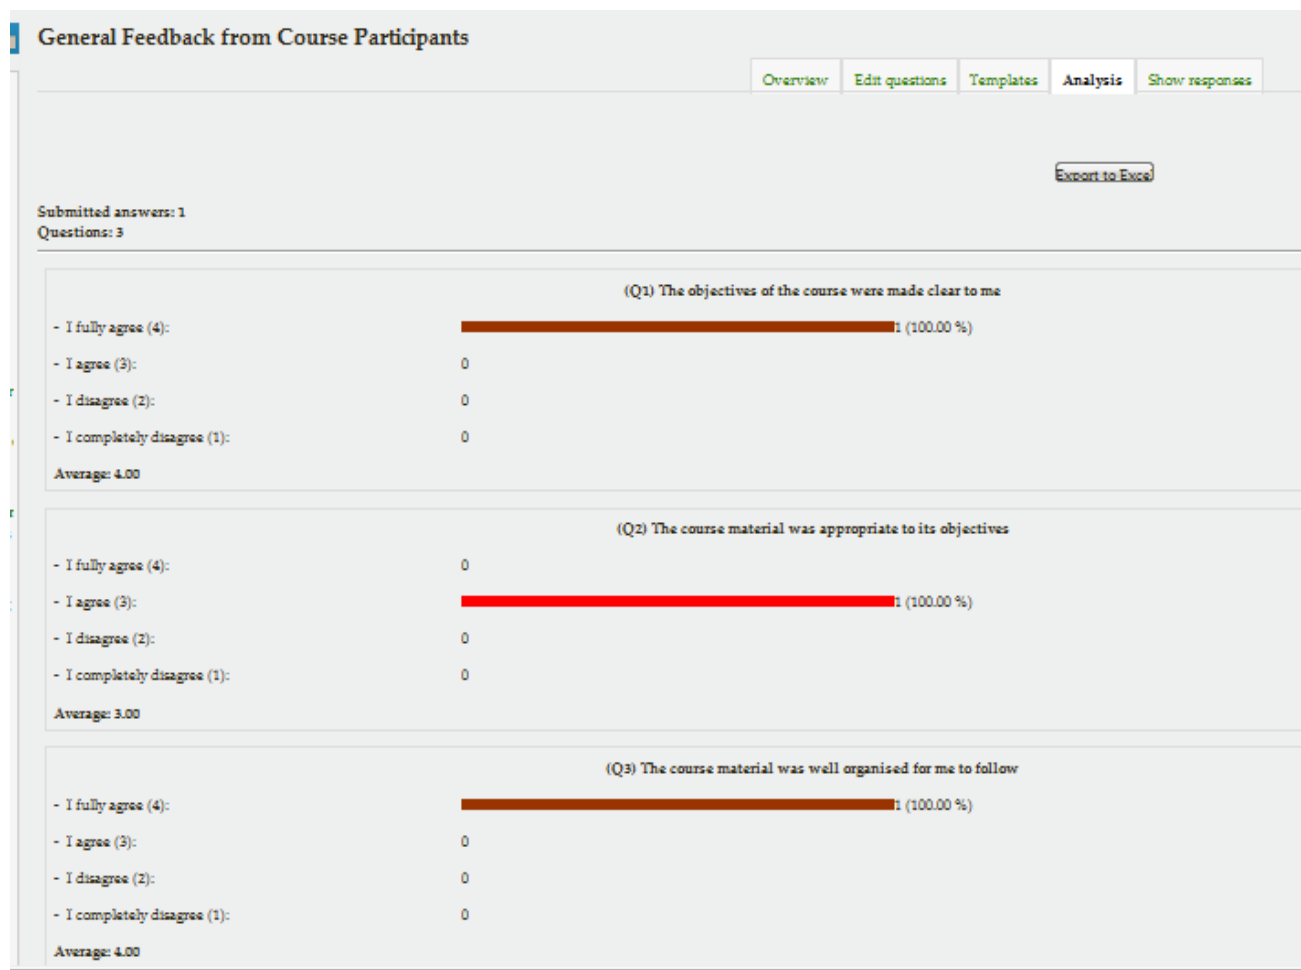 General Feedback from Course Participants
Overview Edit questions Templates Analysis Show responses
Export to Excel
Submitted answers: 1
Questions: 3
(Q1) The objectives of the course were made clear to me
- I fully agree (4): 1 (100.00 %)
- I agree (3): 0
- I disagree (2): 0
- I completely disagree (1): 0
Average: 4.00
(Q2) The course material was appropriate to its objectives
- I fully agree (4): 0
- I agree (3): 1 (100.00 %)
- I disagree (2): 0
- I completely disagree (1): 0
Average: 3.00
(Q3) The course material was well organised for me to follow
- I fully agree (4): 1 (100.00 %)
- I agree (3): 0
- I disagree (2): 0
- I completely disagree (1): 0
Average: 4.00